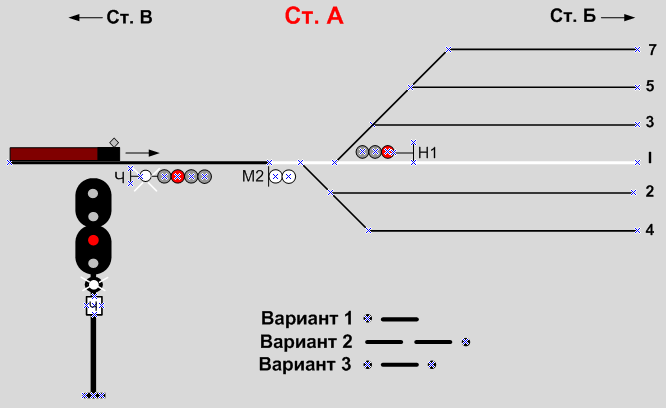 Ст. В
Ст. А
Ст. Б
7
5
3
Н1
I
Ч
М2
2
4
Ч
Вариант 1
Вариант 2
Вариант 3